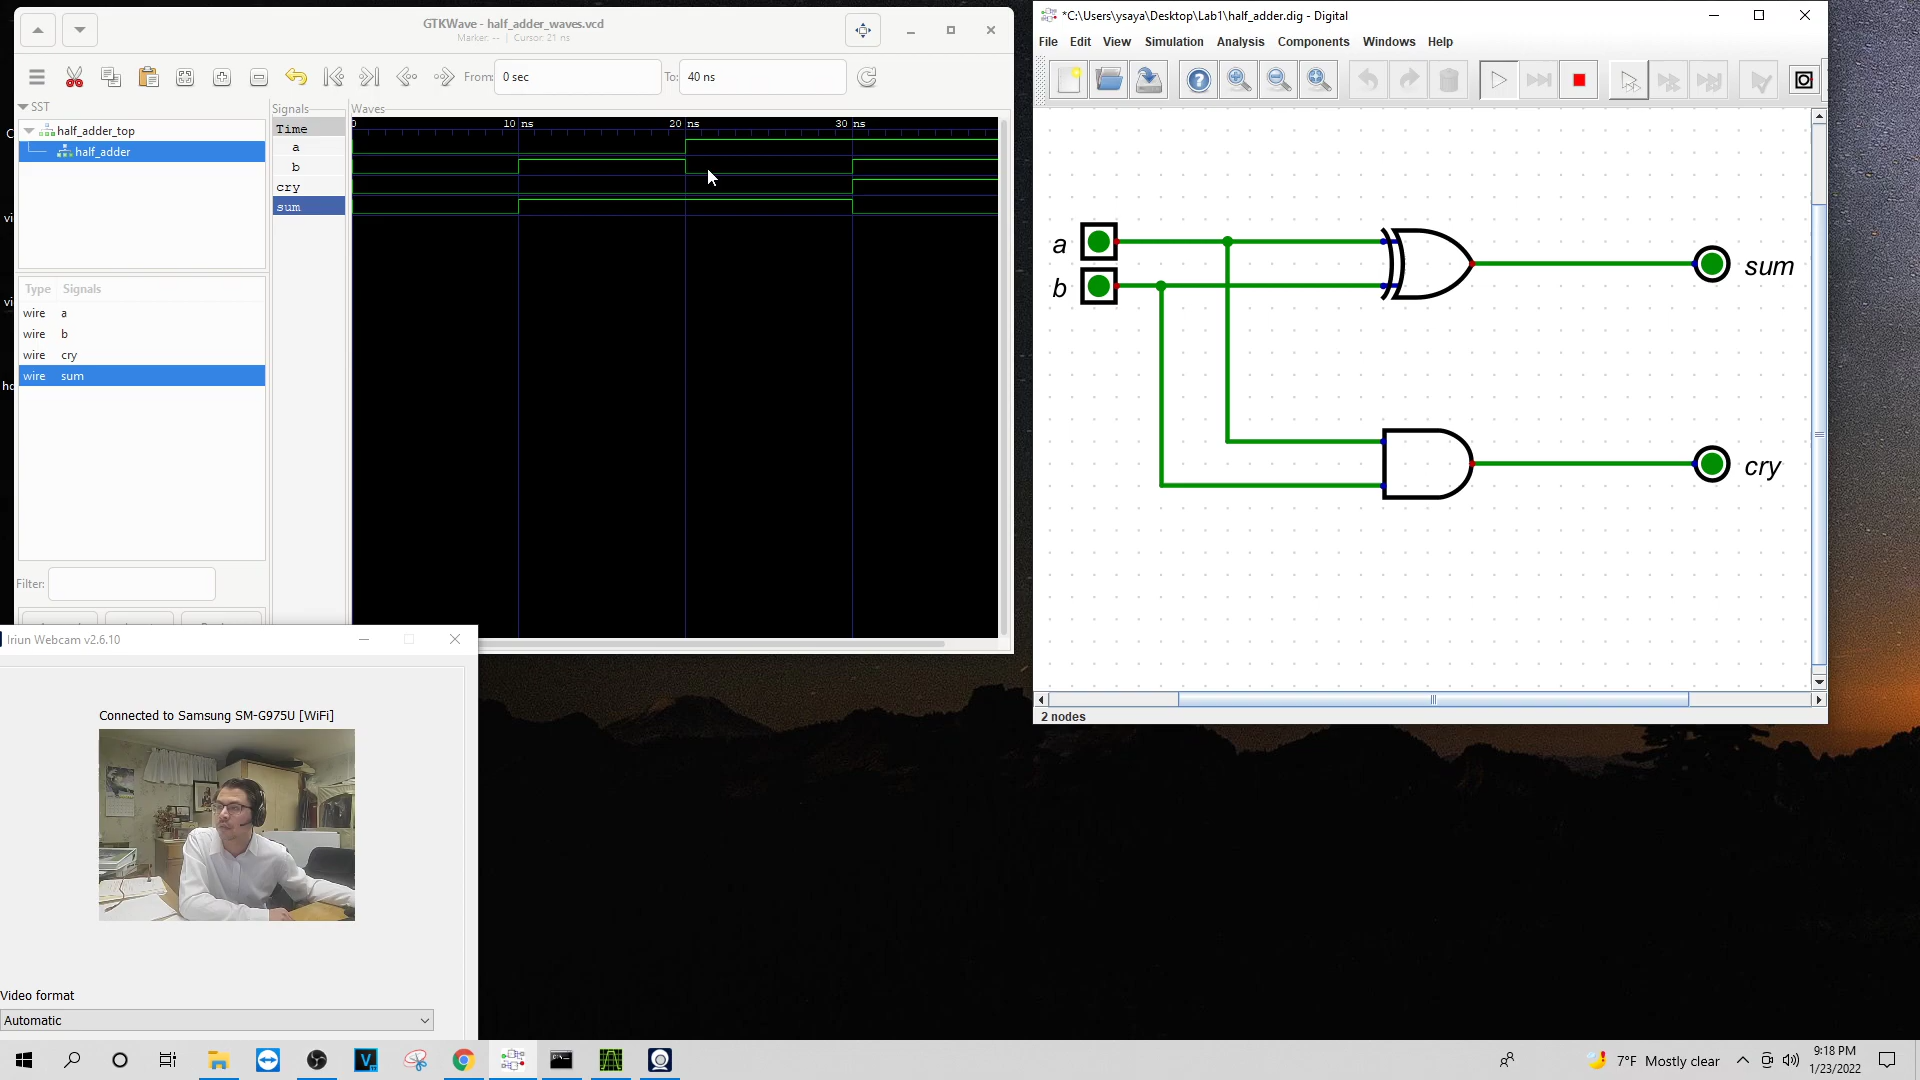 GTKWave - half_adder_waves.vcd
Marker: -- | Cursor: 21 ns
From: 0 sec To: 40 ns
SST
half_adder_top
half_adder
Type Signals
wire a
wire b
wire cry
wire sum
Filter:
Signals
Time
a
b
cry
sum
Waves
0 10 ns 20 ns 30 ns
*C:\Users\ysaya\Desktop\Lab1\half_adder.dig - Digital
File Edit View Simulation Analysis Components Windows Help
a
b
sum
cry
2 nodes
Iriun Webcam v2.6.10
Connected to Samsung SM-G975U [WiFi]
Video format
Automatic
7°F Mostly clear
9:18 PM
1/23/2022